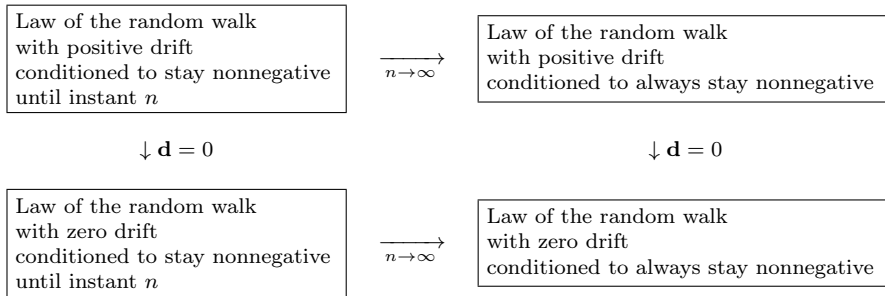 Law of the random walk
with positive drift
conditioned to stay nonnegative
until instant n
⟶
n→∞
Law of the random walk
with positive drift
conditioned to always stay nonnegative
↓ d = 0
↓ d = 0
Law of the random walk
with zero drift
conditioned to stay nonnegative
until instant n
⟶
n→∞
Law of the random walk
with zero drift
conditioned to always stay nonnegative